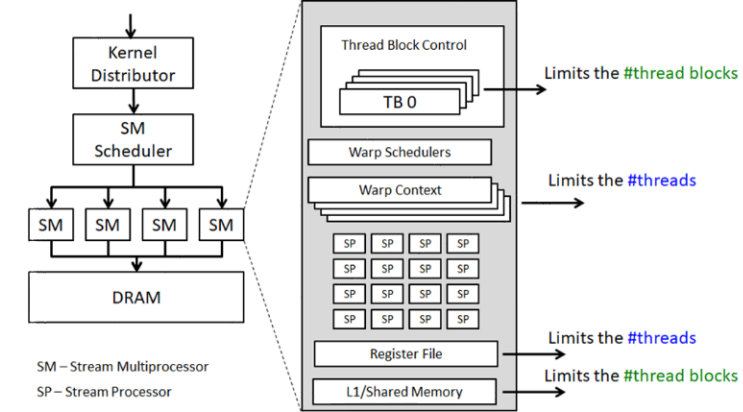 Kernel
Distributor
SM
Scheduler
SM SM SM SM
DRAM
SM – Stream Multiprocessor
SP – Stream Processor
Thread Block Control
TB 0
Warp Schedulers
Warp Context
SP SP SP SP
SP SP SP SP
SP SP SP SP
SP SP SP SP
Register File
L1/Shared Memory
Limits the #thread blocks
Limits the #threads
Limits the #threads
Limits the #thread blocks